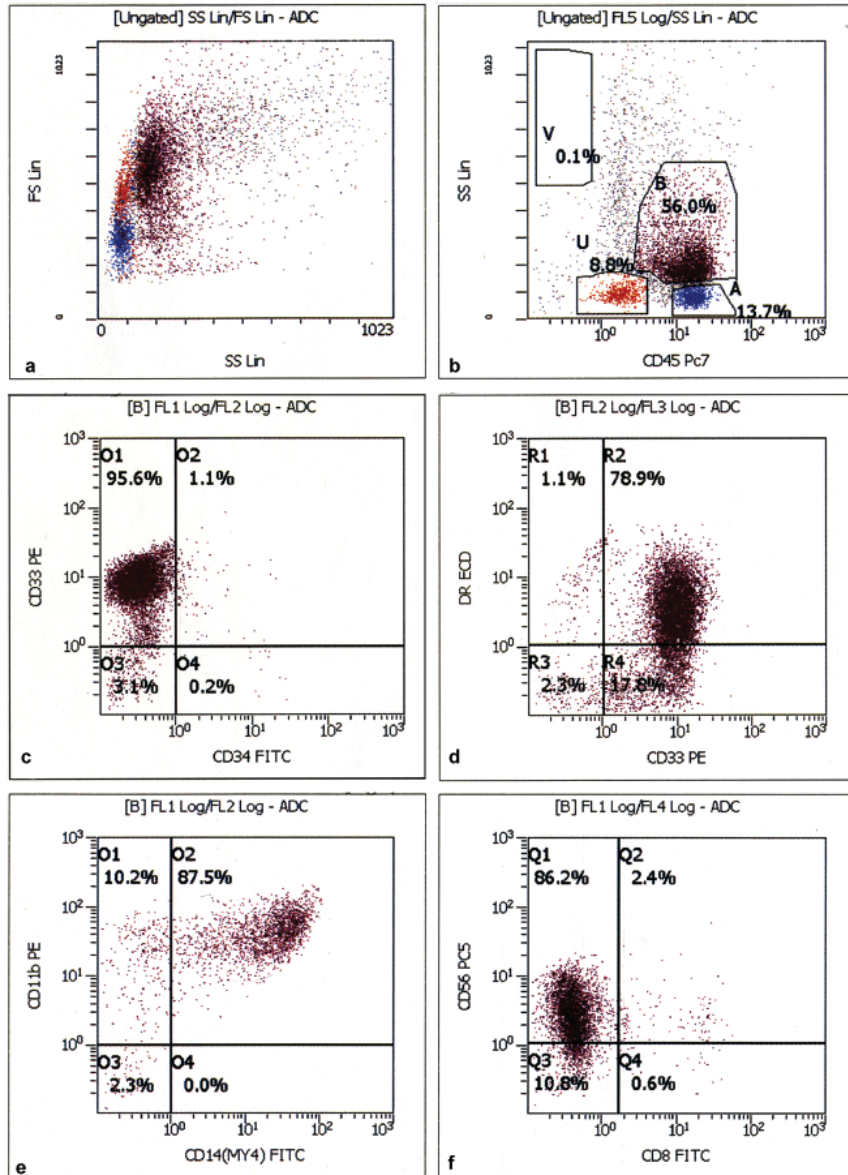 [Ungated] SS Lin/FS Lin - ADC
1023
FS Lin
0
0
1023
SS Lin
a
[Ungated] FL5 Log/SS Lin - ADC
1023
SS Lin
0
V
0.1%
B
56.0%
U
8.8%
A
13.7%
10⁰ 10¹ 10² 10³
CD45 Pc7
b
[B] FL1 Log/FL2 Log - ADC
10³
10²
10¹
10⁰
CD33 PE
O1
95.6%
O2
1.1%
O3
3.1%
O4
0.2%
10⁰ 10¹ 10² 10³
CD34 FITC
c
[B] FL2 Log/FL3 Log - ADC
10³
10²
10¹
10⁰
DR ECD
R1
1.1%
R2
78.9%
R3
2.3%
R4
17.8%
10⁰ 10¹ 10² 10³
CD33 PE
d
[B] FL1 Log/FL2 Log - ADC
10³
10²
10¹
10⁰
CD11b PE
O1
10.2%
O2
87.5%
O3
2.3%
O4
0.0%
10⁰ 10¹ 10² 10³
CD14(MY4) FITC
e
[B] FL1 Log/FL4 Log - ADC
10³
10²
10¹
10⁰
CD56 PC5
Q1
86.2%
Q2
2.4%
Q3
10.8%
Q4
0.6%
10⁰ 10¹ 10² 10³
CD8 FITC
f